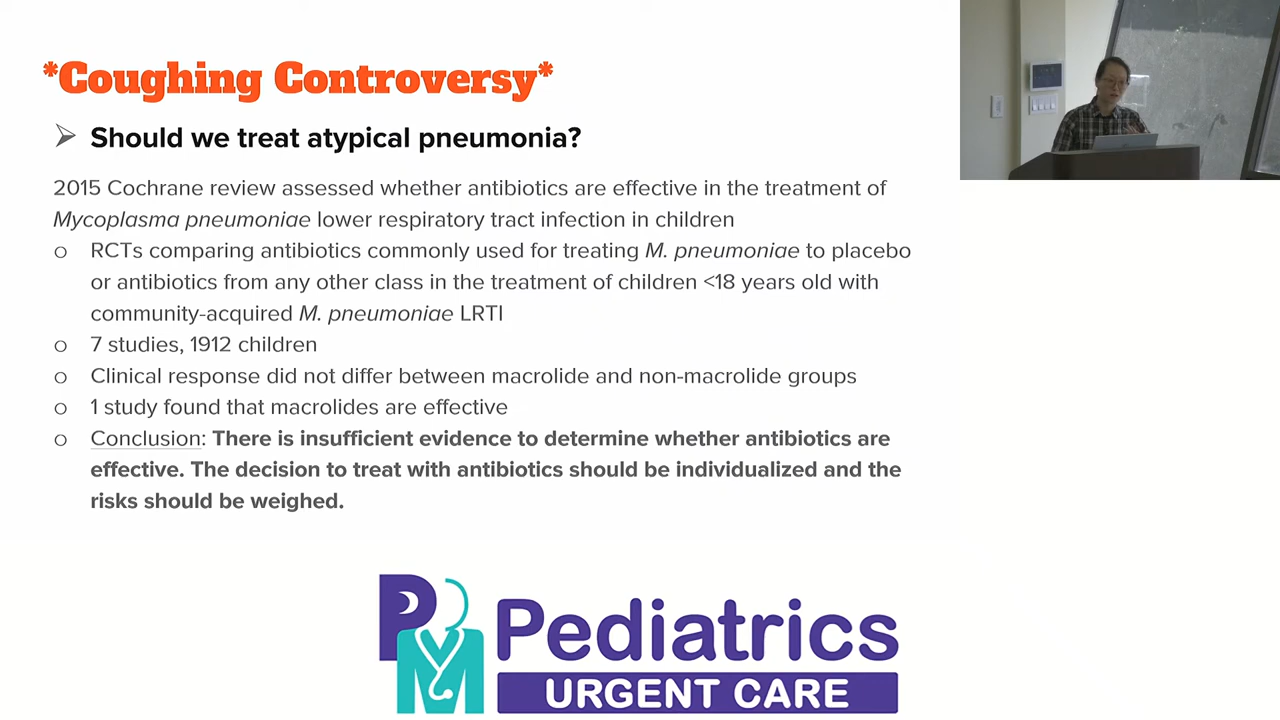 *Coughing Controversy*
Should we treat atypical pneumonia?
2015 Cochrane review assessed whether antibiotics are effective in the treatment of
Mycoplasma pneumoniae lower respiratory tract infection in children
o RCTs comparing antibiotics commonly used for treating M. pneumoniae to placebo
or antibiotics from any other class in the treatment of children <18 years old with
community-acquired M. pneumoniae LRTI
o 7 studies, 1912 children
o Clinical response did not differ between macrolide and non-macrolide groups
o 1 study found that macrolides are effective
o Conclusion: There is insufficient evidence to determine whether antibiotics are
effective. The decision to treat with antibiotics should be individualized and the
risks should be weighed.
PM Pediatrics
URGENT CARE